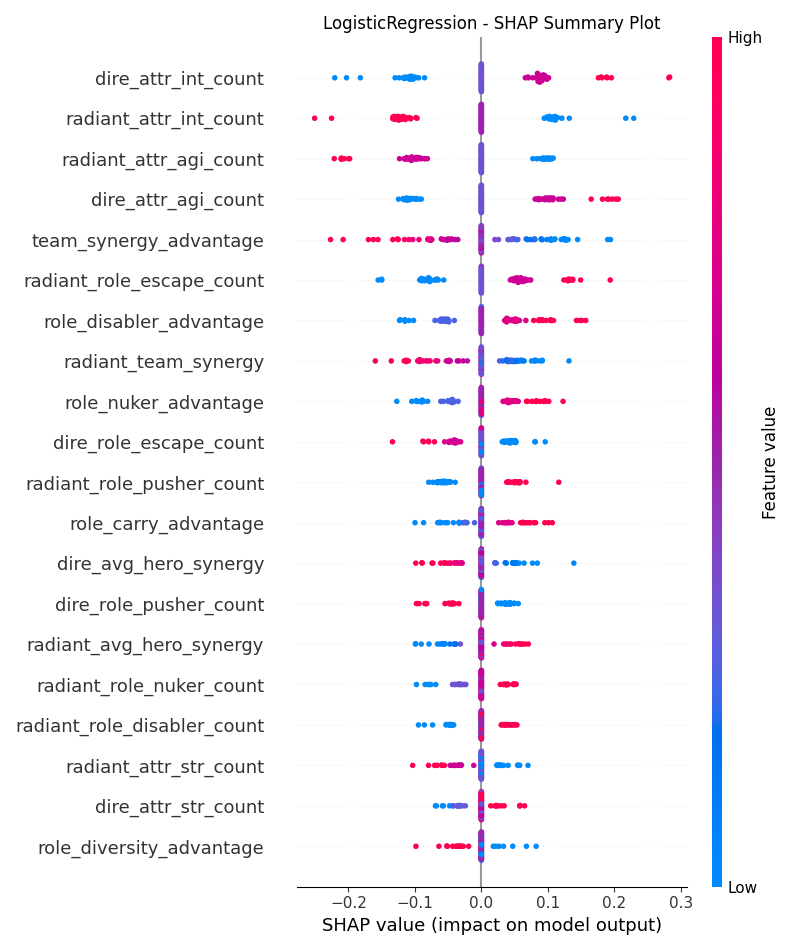 LogisticRegression - SHAP Summary Plot
High
dire_attr_int_count
radiant_attr_int_count
radiant_attr_agi_count
dire_attr_agi_count
team_synergy_advantage
radiant_role_escape_count
role_disabler_advantage
radiant_team_synergy
role_nuker_advantage
dire_role_escape_count
radiant_role_pusher_count
role_carry_advantage
dire_avg_hero_synergy
dire_role_pusher_count
radiant_avg_hero_synergy
radiant_role_nuker_count
radiant_role_disabler_count
radiant_attr_str_count
dire_attr_str_count
role_diversity_advantage
Feature value
Low
−0.2 −0.1 0.0 0.1 0.2 0.3
SHAP value (impact on model output)